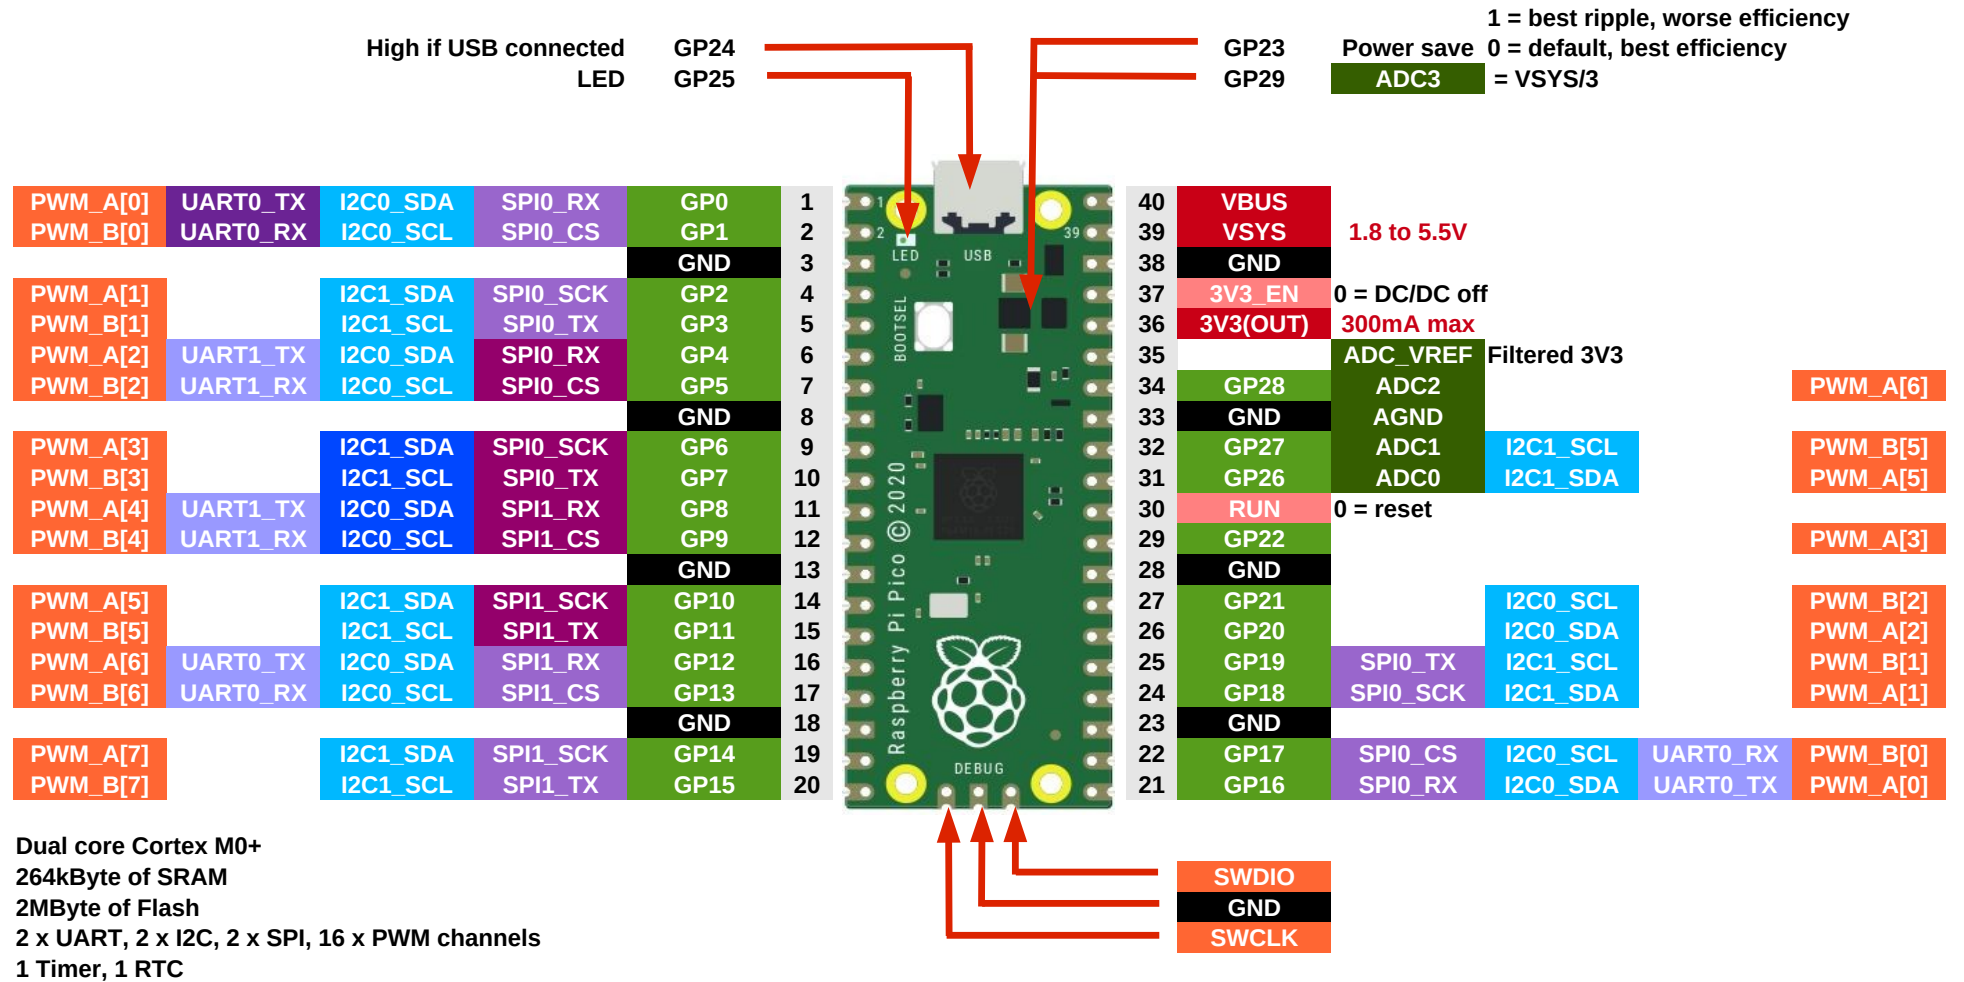 1 = best ripple, worse efficiency
High if USB connected GP24 GP23 Power save 0 = default, best efficiency
LED GP25 GP29 ADC3 = VSYS/3
PWM_A[0] UART0_TX I2C0_SDA SPI0_RX GP0 1 1 40 VBUS
PWM_B[0] UART0_RX I2C0_SCL SPI0_CS GP1 2 2 39 39 VSYS 1.8 to 5.5V
LED USB
GND 3 38 GND
PWM_A[1] I2C1_SDA SPI0_SCK GP2 4 37 3V3_EN 0 = DC/DC off
PWM_B[1] I2C1_SCL SPI0_TX GP3 5 BOOTSEL 36 3V3(OUT) 300mA max
PWM_A[2] UART1_TX I2C0_SDA SPI0_RX GP4 6 35 ADC_VREF Filtered 3V3
PWM_B[2] UART1_RX I2C0_SCL SPI0_CS GP5 7 34 GP28 ADC2 PWM_A[6]
GND 8 33 GND AGND
PWM_A[3] I2C1_SDA SPI0_SCK GP6 9 32 GP27 ADC1 I2C1_SCL PWM_B[5]
PWM_B[3] I2C1_SCL SPI0_TX GP7 10 31 GP26 ADC0 I2C1_SDA PWM_A[5]
PWM_A[4] UART1_TX I2C0_SDA SPI1_RX GP8 11 30 RUN 0 = reset
PWM_B[4] UART1_RX I2C0_SCL SPI1_CS GP9 12 29 GP22 PWM_A[3]
GND 13 28 GND
Raspberry Pi Pico © 2020
PWM_A[5] I2C1_SDA SPI1_SCK GP10 14 27 GP21 I2C0_SCL PWM_B[2]
PWM_B[5] I2C1_SCL SPI1_TX GP11 15 26 GP20 I2C0_SDA PWM_A[2]
PWM_A[6] UART0_TX I2C0_SDA SPI1_RX GP12 16 25 GP19 SPI0_TX I2C1_SCL PWM_B[1]
PWM_B[6] UART0_RX I2C0_SCL SPI1_CS GP13 17 24 GP18 SPI0_SCK I2C1_SDA PWM_A[1]
GND 18 23 GND
PWM_A[7] I2C1_SDA SPI1_SCK GP14 19 22 GP17 SPI0_CS I2C0_SCL UART0_RX PWM_B[0]
DEBUG
PWM_B[7] I2C1_SCL SPI1_TX GP15 20 21 GP16 SPI0_RX I2C0_SDA UART0_TX PWM_A[0]
Dual core Cortex M0+
264kByte of SRAM SWDIO
2MByte of Flash GND
2 x UART, 2 x I2C, 2 x SPI, 16 x PWM channels SWCLK
1 Timer, 1 RTC